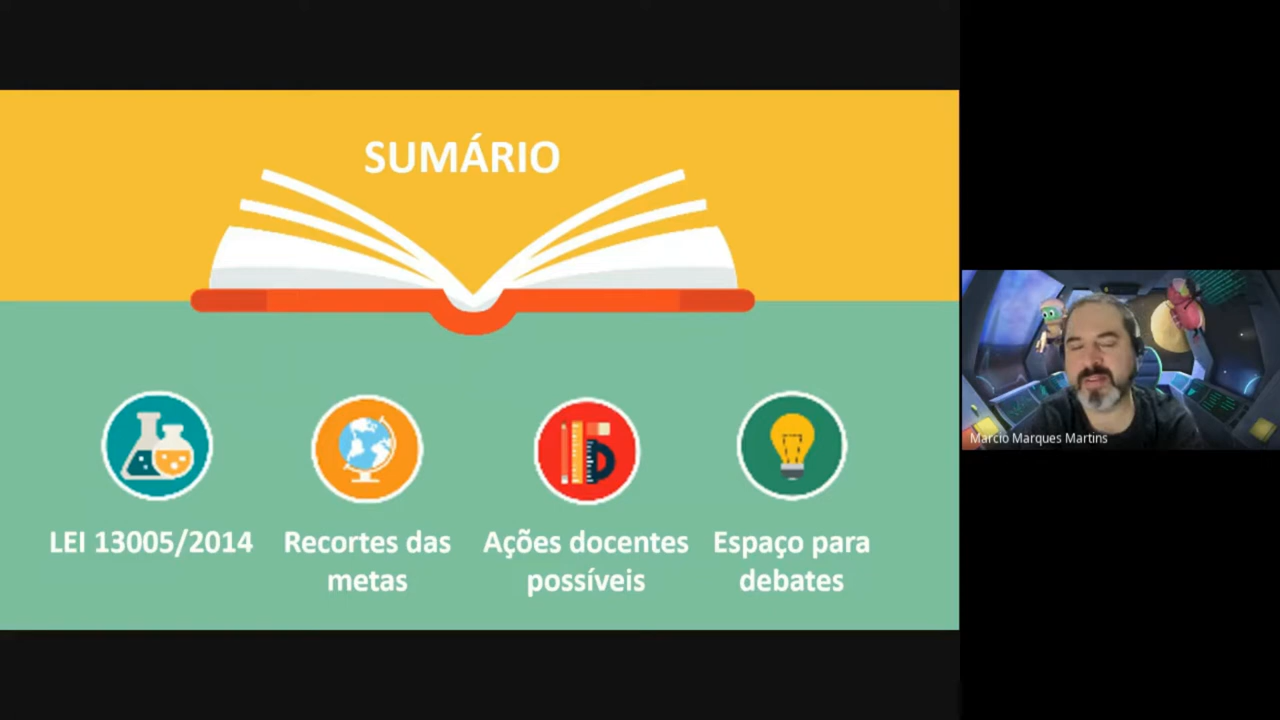 SUMÁRIO
LEI 13005/2014
Recortes das
metas
Ações docentes
possíveis
Espaço para
debates
Marcio Marques Martins